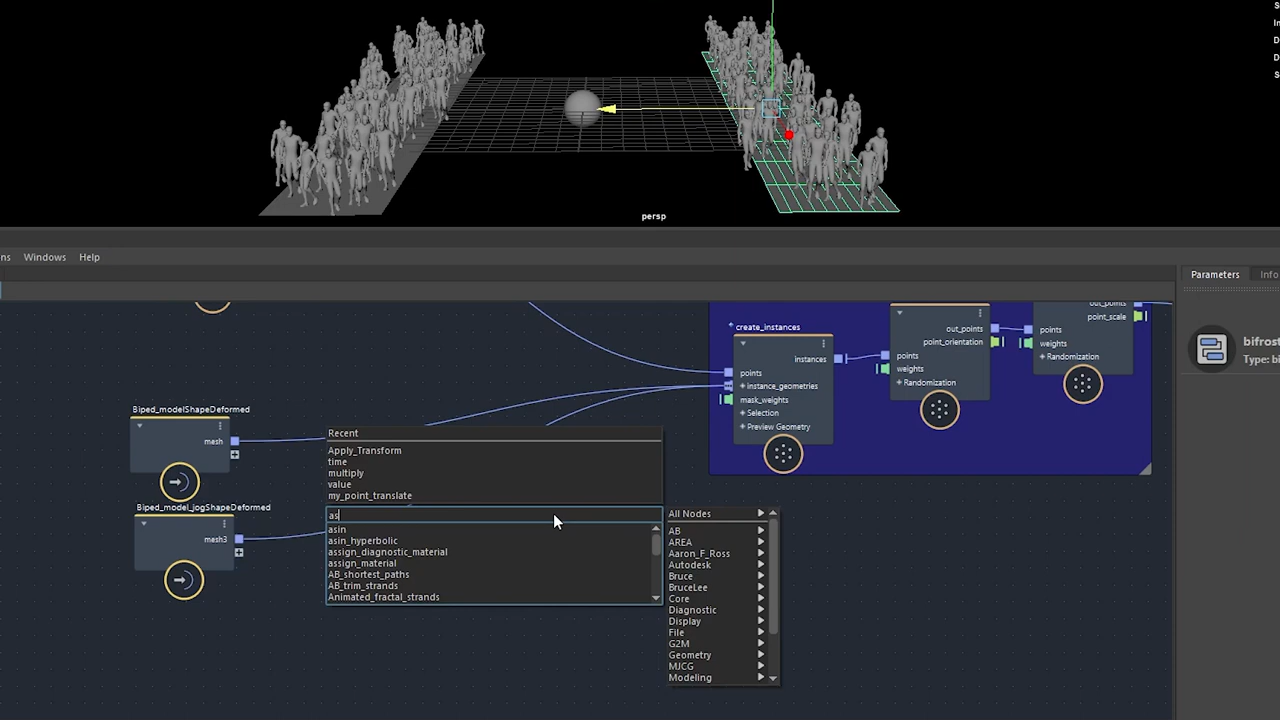 S
In
D
D
S
persp
ns Windows Help
Parameters Info
bifrost
Type: bi
create_instances
instances
points
instance_geometries
mask_weights
Selection
Preview Geometry
out_points
point_orientation
points
weights
Randomization
out_points
point_scale
points
weights
Randomization
Biped_modelShapeDeformed
mesh
Biped_model_jogShapeDeformed
mesh3
Recent
Apply_Transform
time
multiply
value
my_point_translate
as
asin
asin_hyperbolic
assign_diagnostic_material
assign_material
AB_shortest_paths
AB_trim_strands
Animated_fractal_strands
All Nodes
AB
AREA
Aaron_F_Ross
Autodesk
Bruce
BruceLee
Core
Diagnostic
Display
File
G2M
Geometry
MJCG
Modeling